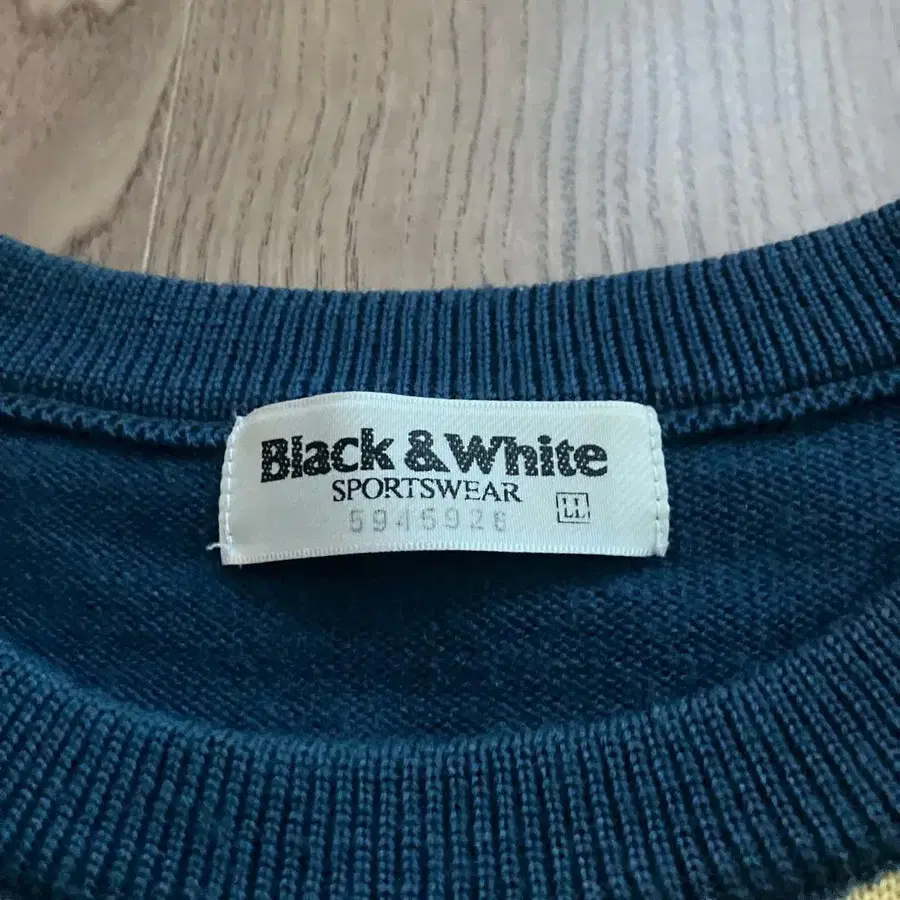 Black & White
SPORTSWEAR
5945926
LL